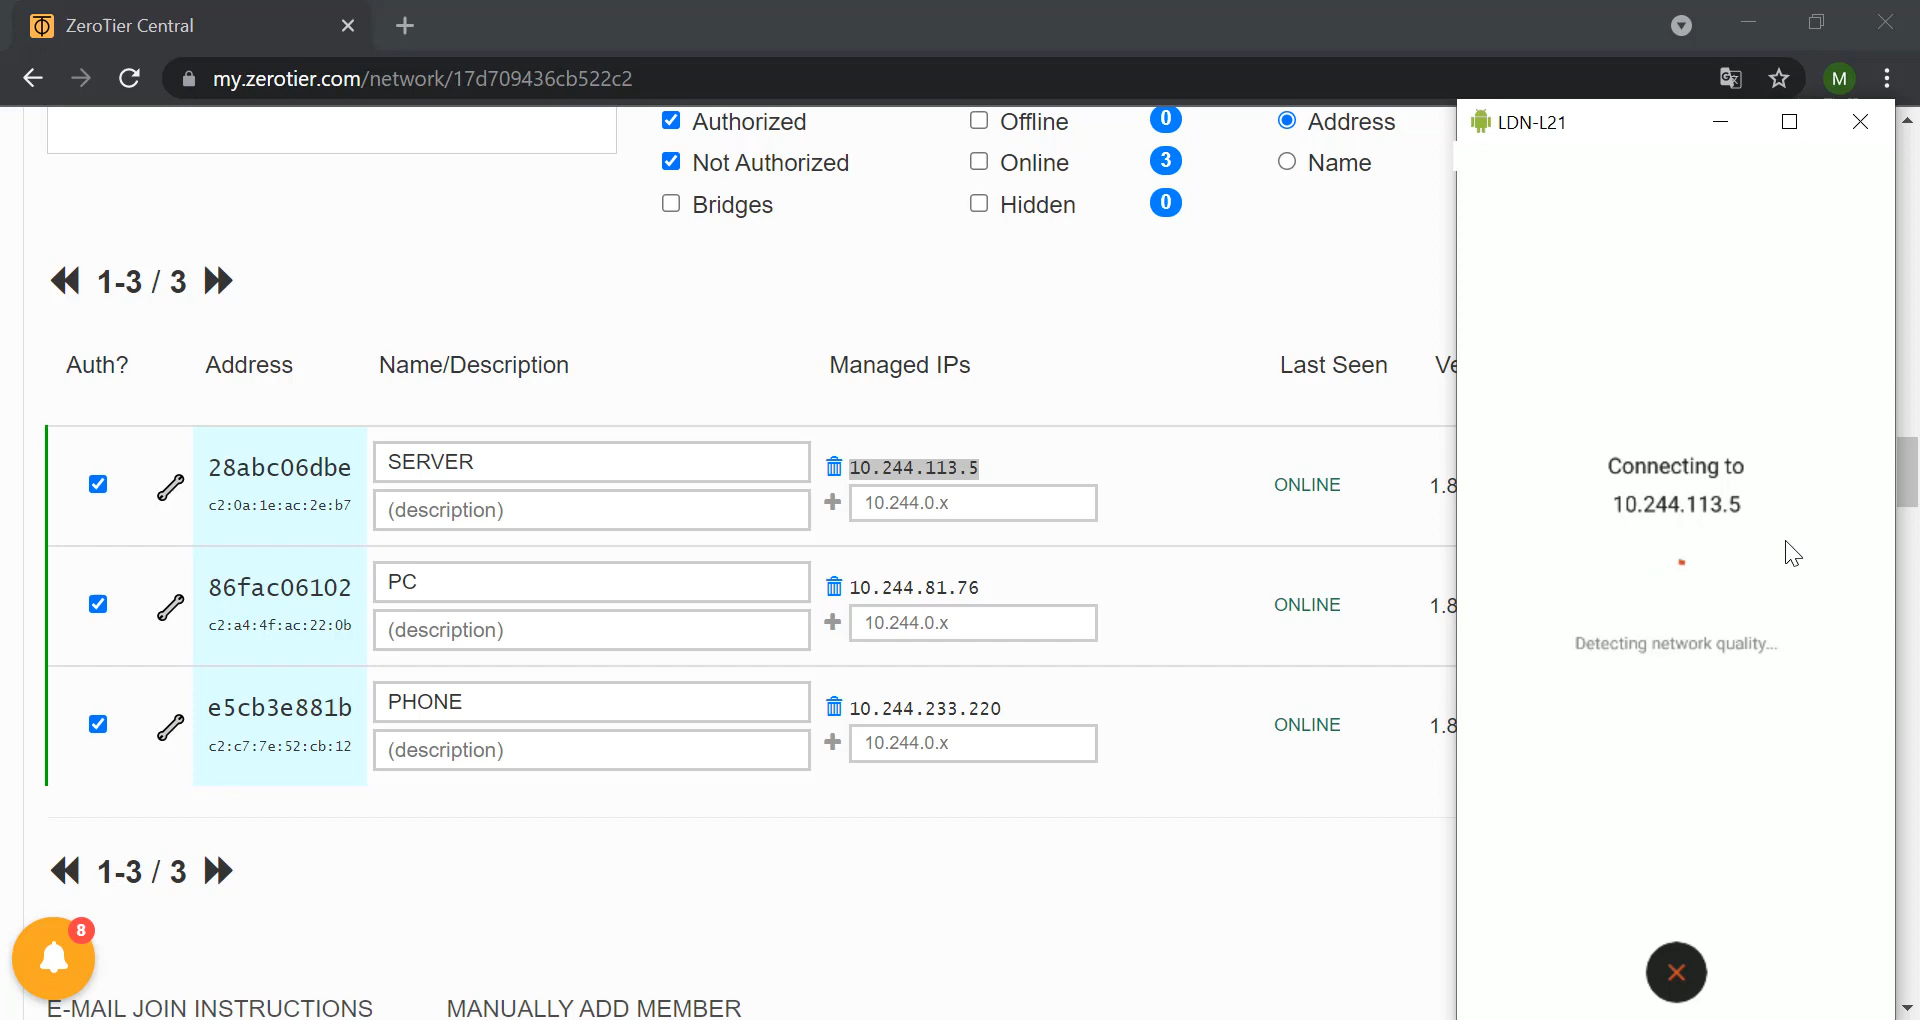 ZeroTier Central
my.zerotier.com/network/17d709436cb522c2
M
LDN-L21
Authorized
Offline
0
Address
Not Authorized
Online
3
Name
Bridges
Hidden
0
1-3 / 3
Auth?
Address
Name/Description
Managed IPs
Last Seen
Ve
28abc06dbe
c2:0a:1e:ac:2e:b7
SERVER
(description)
10.244.113.5
10.244.0.x
ONLINE
1.8
86fac06102
c2:a4:4f:ac:22:0b
PC
(description)
10.244.81.76
10.244.0.x
ONLINE
1.8
e5cb3e881b
c2:c7:7e:52:cb:12
PHONE
(description)
10.244.233.220
10.244.0.x
ONLINE
1.8
1-3 / 3
8
E-MAIL JOIN INSTRUCTIONS
MANUALLY ADD MEMBER
Connecting to
10.244.113.5
Detecting network quality...